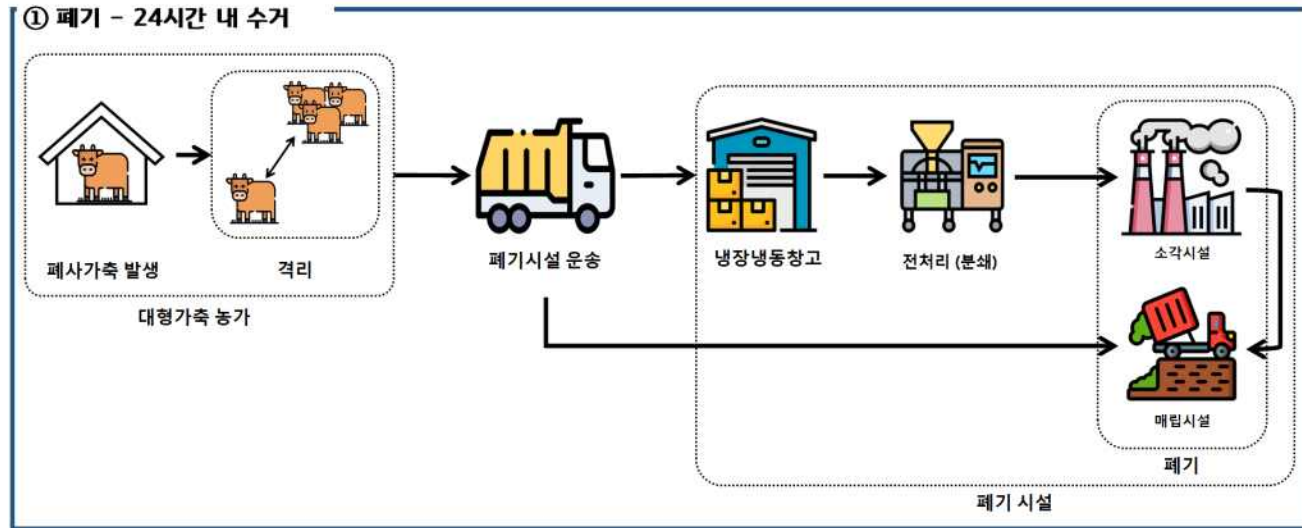 ① 폐기 - 24시간 내 수거
폐사가축 발생
격리
대형가축 농가
폐기시설 운송
냉장냉동창고
전처리 (분쇄)
소각시설
매립시설
폐기
폐기 시설